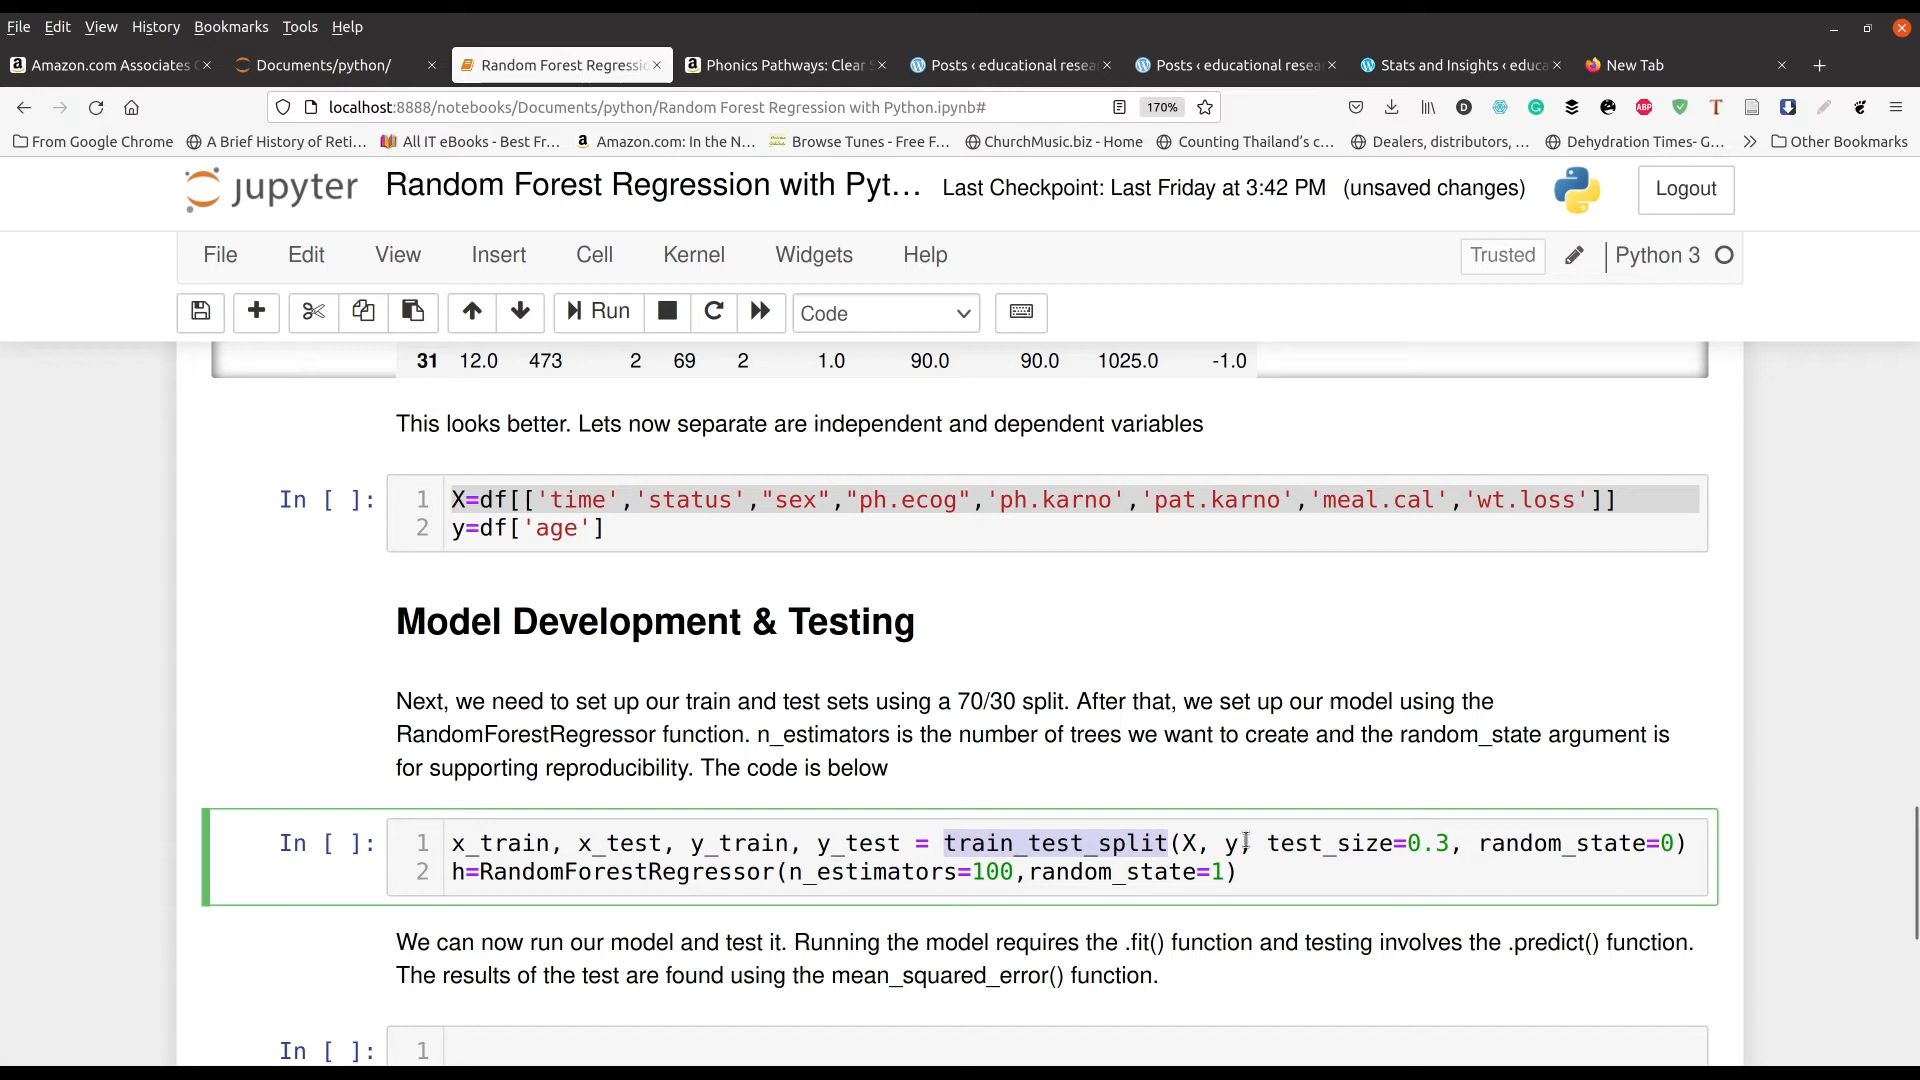 File Edit View History Bookmarks Tools Help
Amazon.com Associates C Documents/python/ Random Forest Regressio Phonics Pathways: Clear S Posts ‹ educational resea Posts ‹ educational resea Stats and Insights ‹ educa New Tab
localhost:8888/notebooks/Documents/python/Random Forest Regression with Python.ipynb# 170%
From Google Chrome A Brief History of Reti... All IT eBooks - Best Fr... Amazon.com: In the N... Browse Tunes - Free F... ChurchMusic.biz - Home Counting Thailand's c... Dealers, distributors, ... Dehydration Times- G... Other Bookmarks
jupyter Random Forest Regression with Pyt... Last Checkpoint: Last Friday at 3:42 PM (unsaved changes) Logout
File Edit View Insert Cell Kernel Widgets Help Trusted Python 3
Run Code
31 12.0 473 2 69 2 1.0 90.0 90.0 1025.0 -1.0
This looks better. Lets now separate are independent and dependent variables
In [ ]: 1 X=df[['time','status',"sex","ph.ecog",'ph.karno','pat.karno','meal.cal','wt.loss']]
2 y=df['age']
Model Development & Testing
Next, we need to set up our train and test sets using a 70/30 split. After that, we set up our model using the
RandomForestRegressor function. n_estimators is the number of trees we want to create and the random_state argument is
for supporting reproducibility. The code is below
In [ ]: 1 x_train, x_test, y_train, y_test = train_test_split(X, y, test_size=0.3, random_state=0)
2 h=RandomForestRegressor(n_estimators=100,random_state=1)
We can now run our model and test it. Running the model requires the .fit() function and testing involves the .predict() function.
The results of the test are found using the mean_squared_error() function.
In [ ]: 1